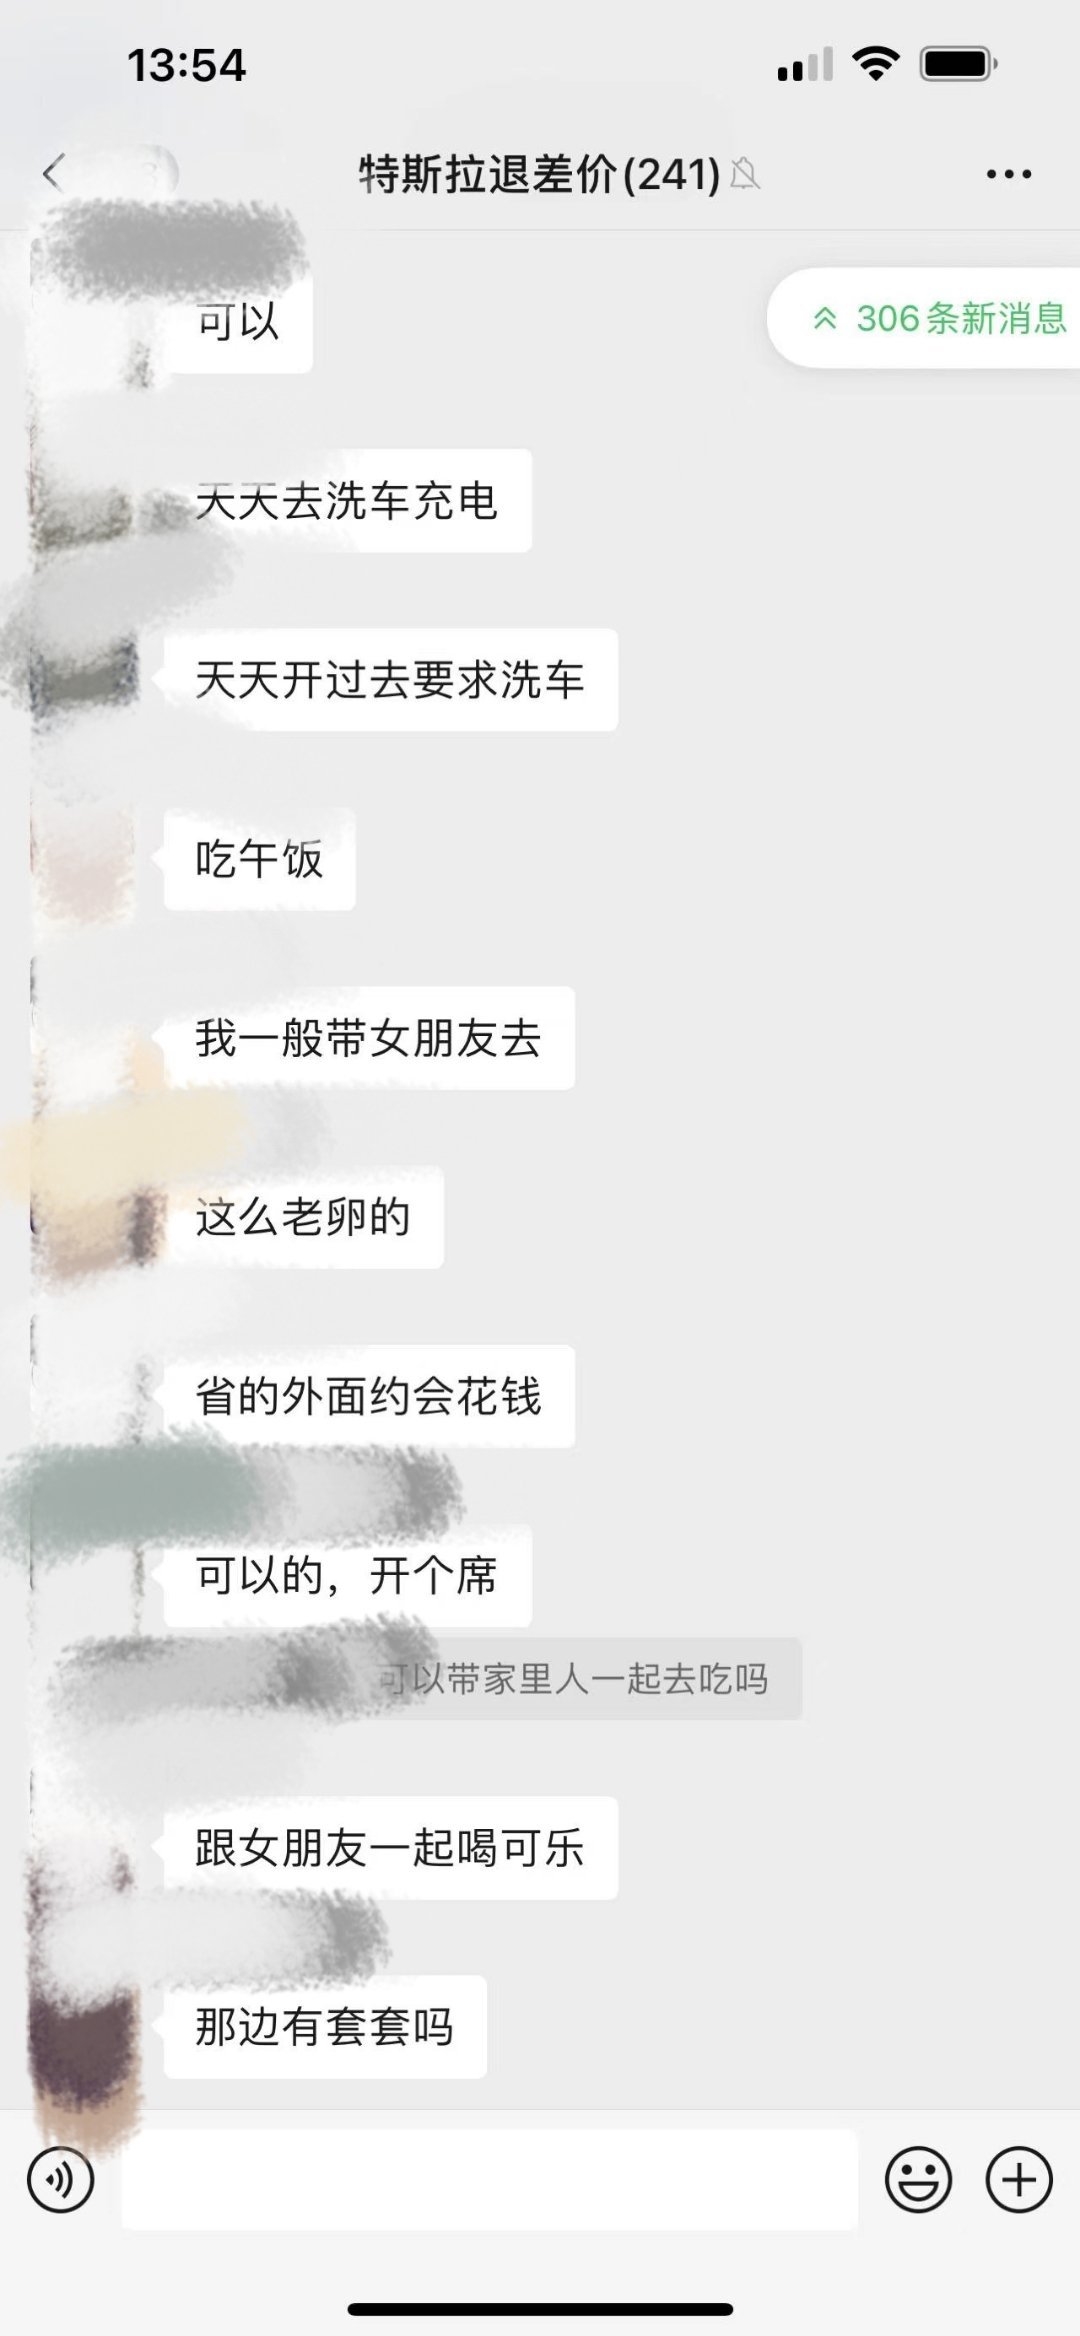 13:54
特斯拉退差价(241)
可以
306条新消息
天天去洗车充电
天天开过去要求洗车
吃午饭
我一般带女朋友去
这么老卵的
省的外面约会花钱
可以的，开个席
可以带家里人一起去吃吗
跟女朋友一起喝可乐
那边有套套吗